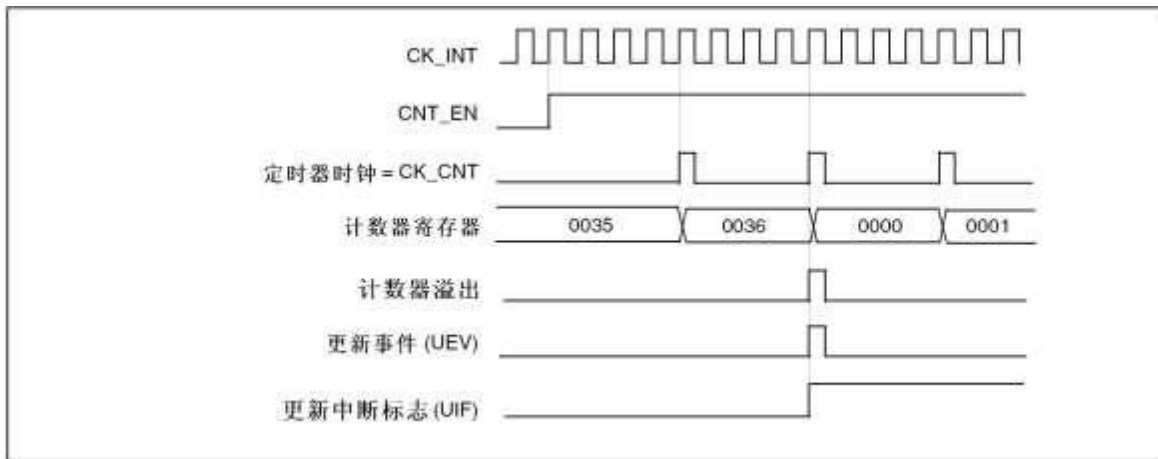 CK_INT
CNT_EN
定时器时钟 = CK_CNT
计数器寄存器 0035 0036 0000 0001
计数器溢出
更新事件 (UEV)
更新中断标志 (UIF)